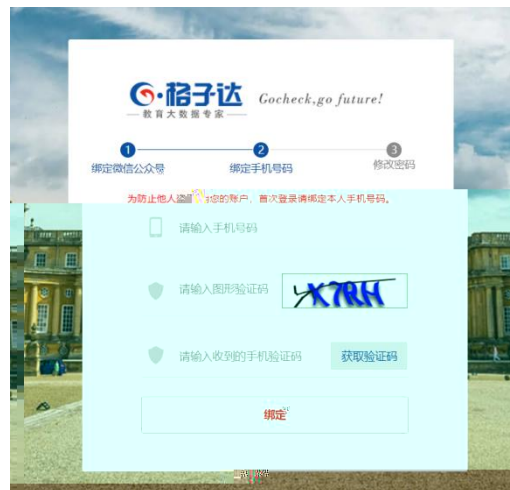 格子达
Gocheck,go future!
教育大数据专家
1 2 3
绑定微信公众号 绑定手机号码 修改密码
为防止他人盗用您的账户,首次登录请绑定本人手机号码。
请输入手机号码
请输入图形验证码 X7RH
请输入收到的手机验证码 获取验证码
绑定